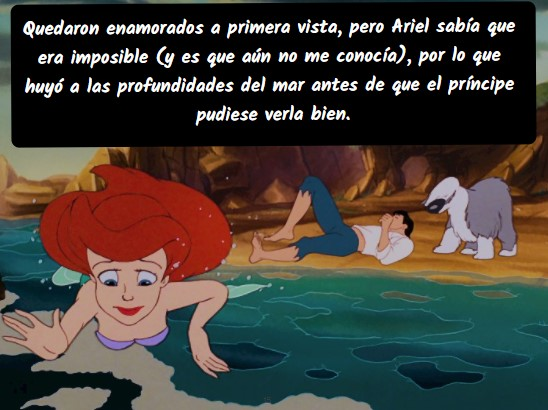 Quedaron enamorados a primera vista, pero Ariel sabía que
era imposible (y es que aún no me conocía), por lo que
huyó a las profundidades del mar antes de que el príncipe
pudiese verla bien.